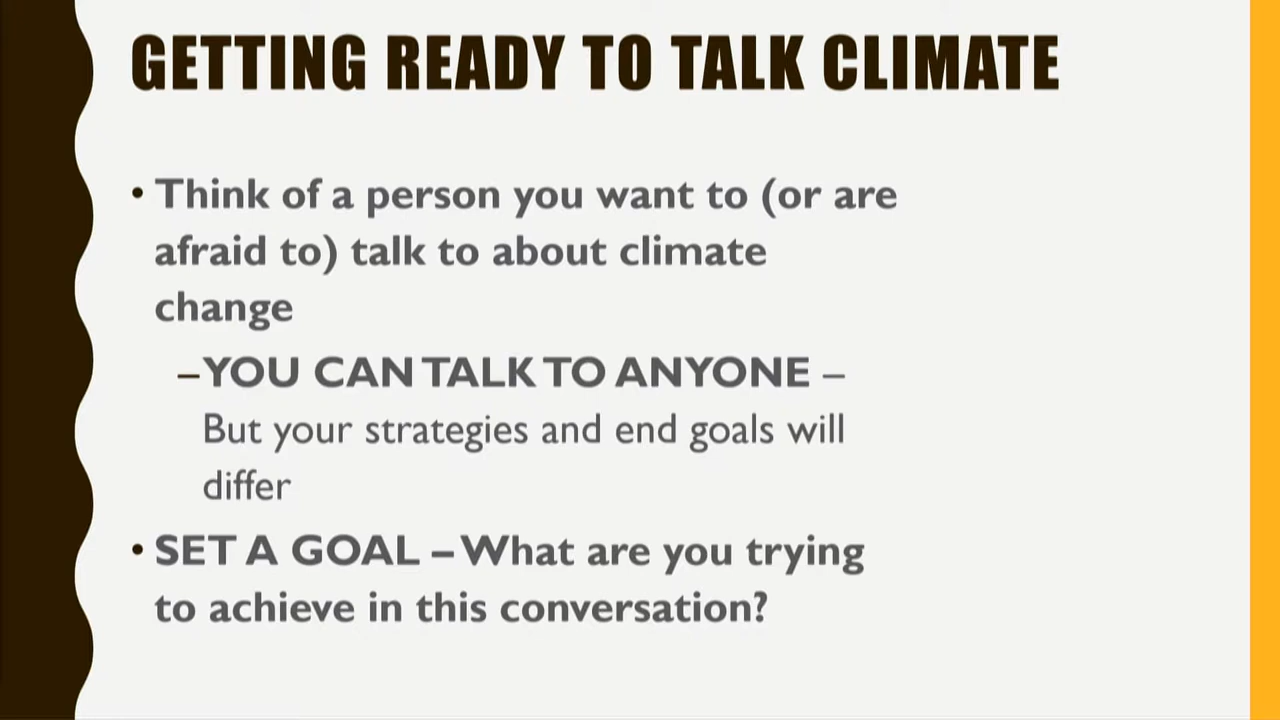 GETTING READY TO TALK CLIMATE
• Think of a person you want to (or are
afraid to) talk to about climate
change
–YOU CAN TALK TO ANYONE –
But your strategies and end goals will
differ
• SET A GOAL – What are you trying
to achieve in this conversation?